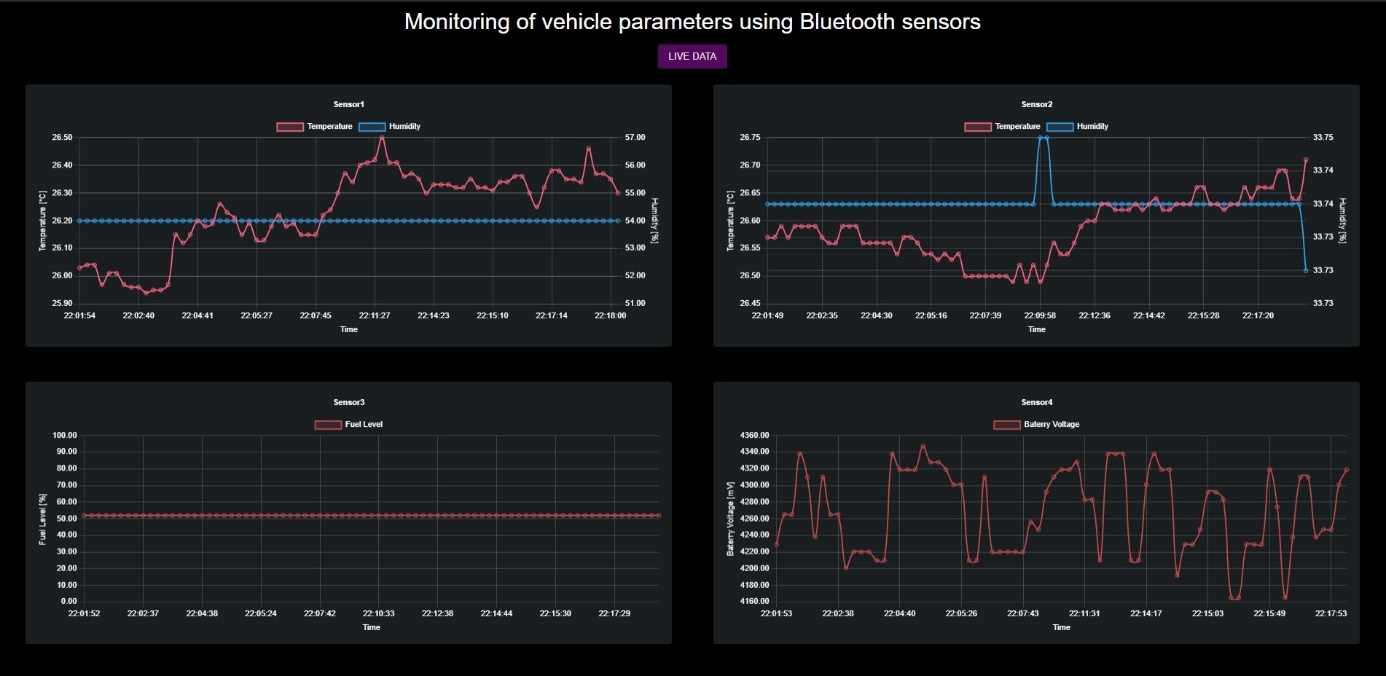 Monitoring of vehicle parameters using Bluetooth sensors
LIVE DATA
Sensor1
Temperature Humidity
26.50
26.40
26.30
26.20
26.10
26.00
25.90
Temperature [°C]
57.00
56.00
55.00
54.00
53.00
52.00
51.00
Humidity [%]
22:01:54 22:02:40 22:04:41 22:05:27 22:07:45 22:11:27 22:14:23 22:15:10 22:17:14 22:18:00
Time
Sensor2
Temperature Humidity
26.75
26.70
26.65
26.60
26.55
26.50
26.45
Temperature [°C]
33.75
33.74
33.74
33.73
33.73
33.73
Humidity [%]
22:01:49 22:02:35 22:04:30 22:05:16 22:07:39 22:09:58 22:12:36 22:14:42 22:15:28 22:17:20
Time
Sensor3
Fuel Level
100.00
90.00
80.00
70.00
60.00
50.00
40.00
30.00
20.00
10.00
0.00
Fuel Level [%]
22:01:52 22:02:37 22:04:38 22:05:24 22:07:42 22:10:33 22:12:38 22:14:44 22:15:30 22:17:29
Time
Sensor4
Baterry Voltage
4360.00
4340.00
4320.00
4300.00
4280.00
4260.00
4240.00
4220.00
4200.00
4180.00
4160.00
Baterry Voltage [mV]
22:01:53 22:02:38 22:04:40 22:05:26 22:07:43 22:11:31 22:14:17 22:15:03 22:15:49 22:17:53
Time